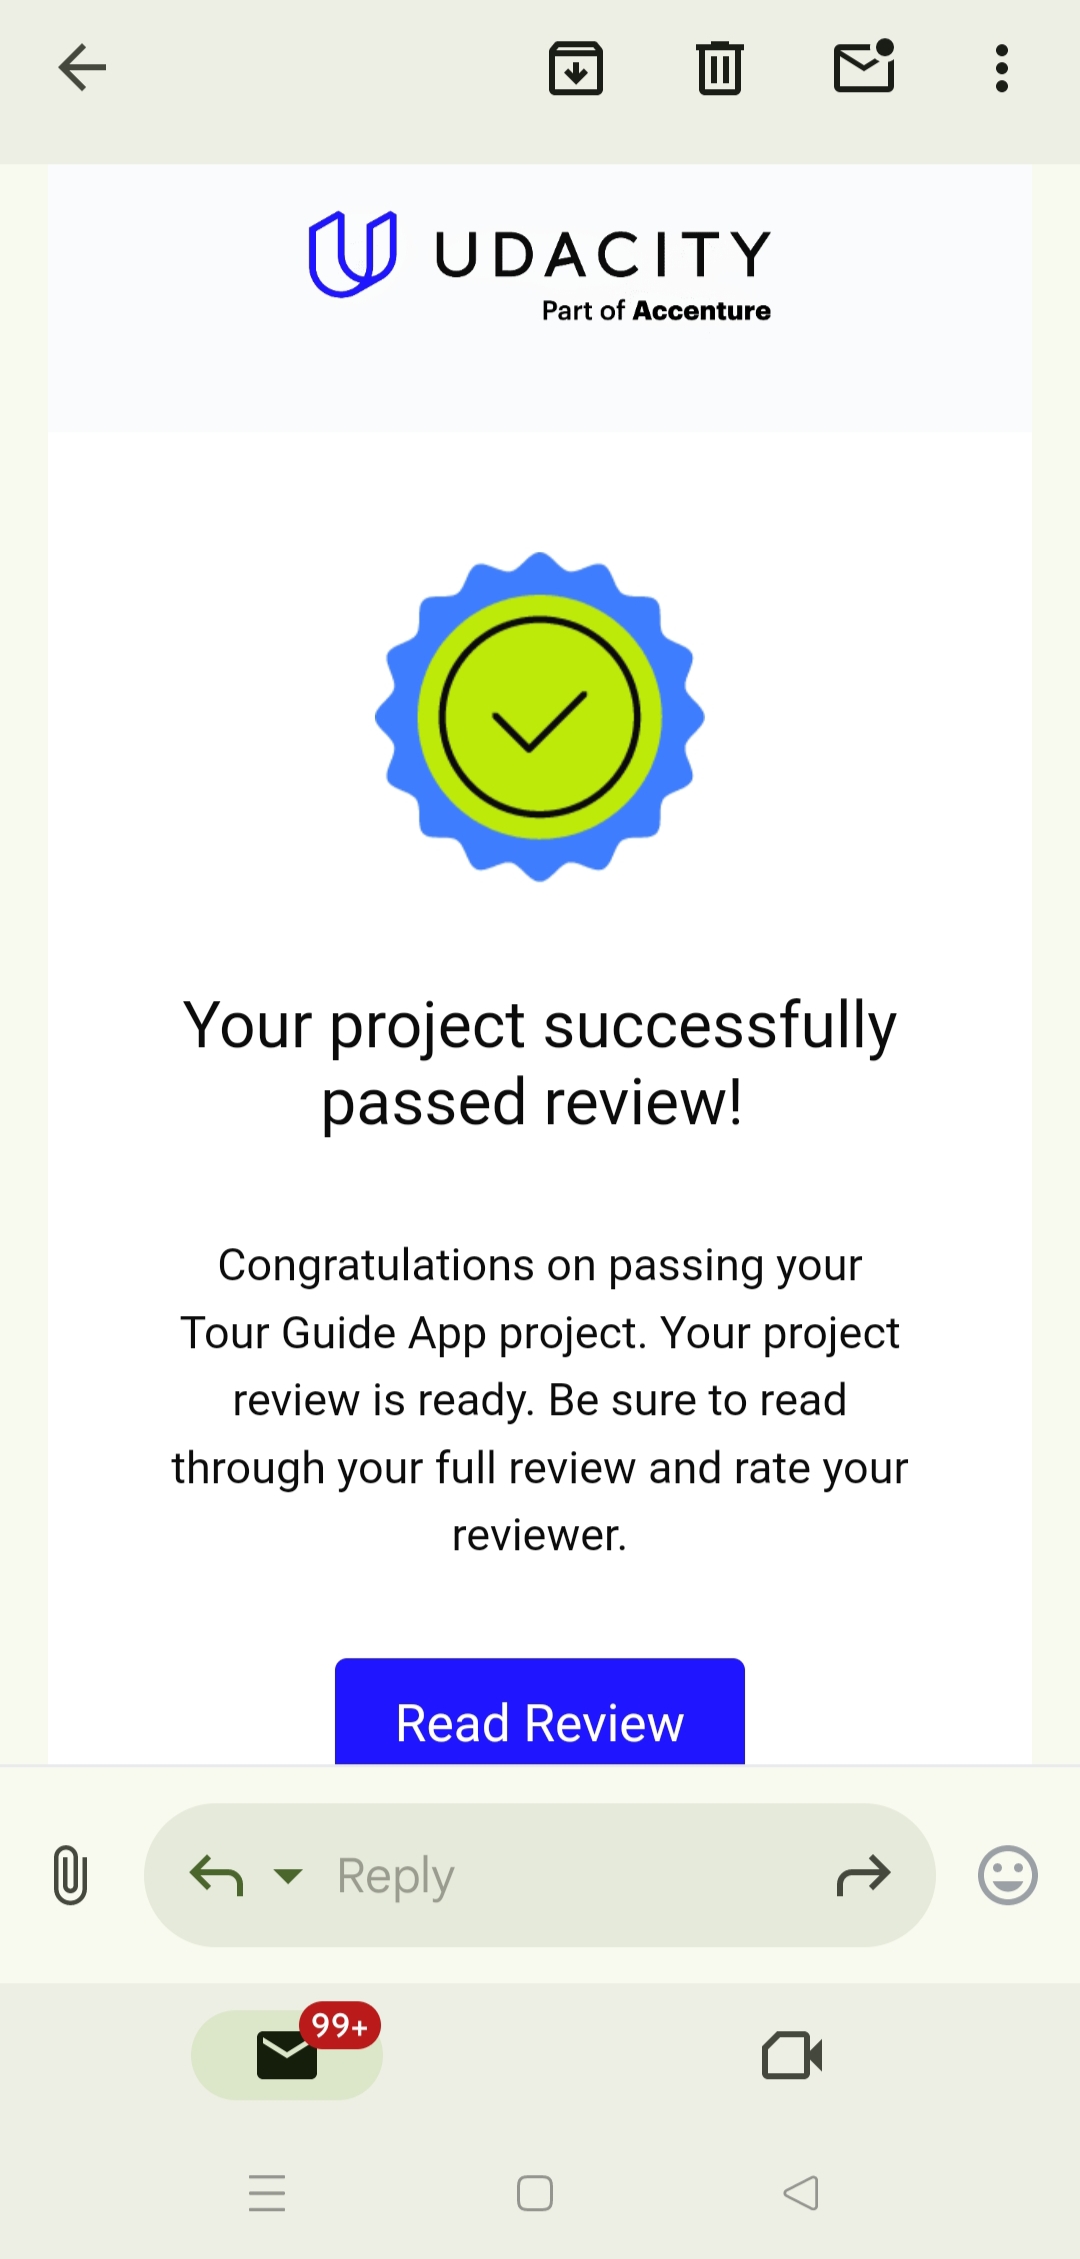 UDACITY
Part of Accenture
Your project successfully
passed review!
Congratulations on passing your
Tour Guide App project. Your project
review is ready. Be sure to read
through your full review and rate your
reviewer.
Read Review
Reply
99+